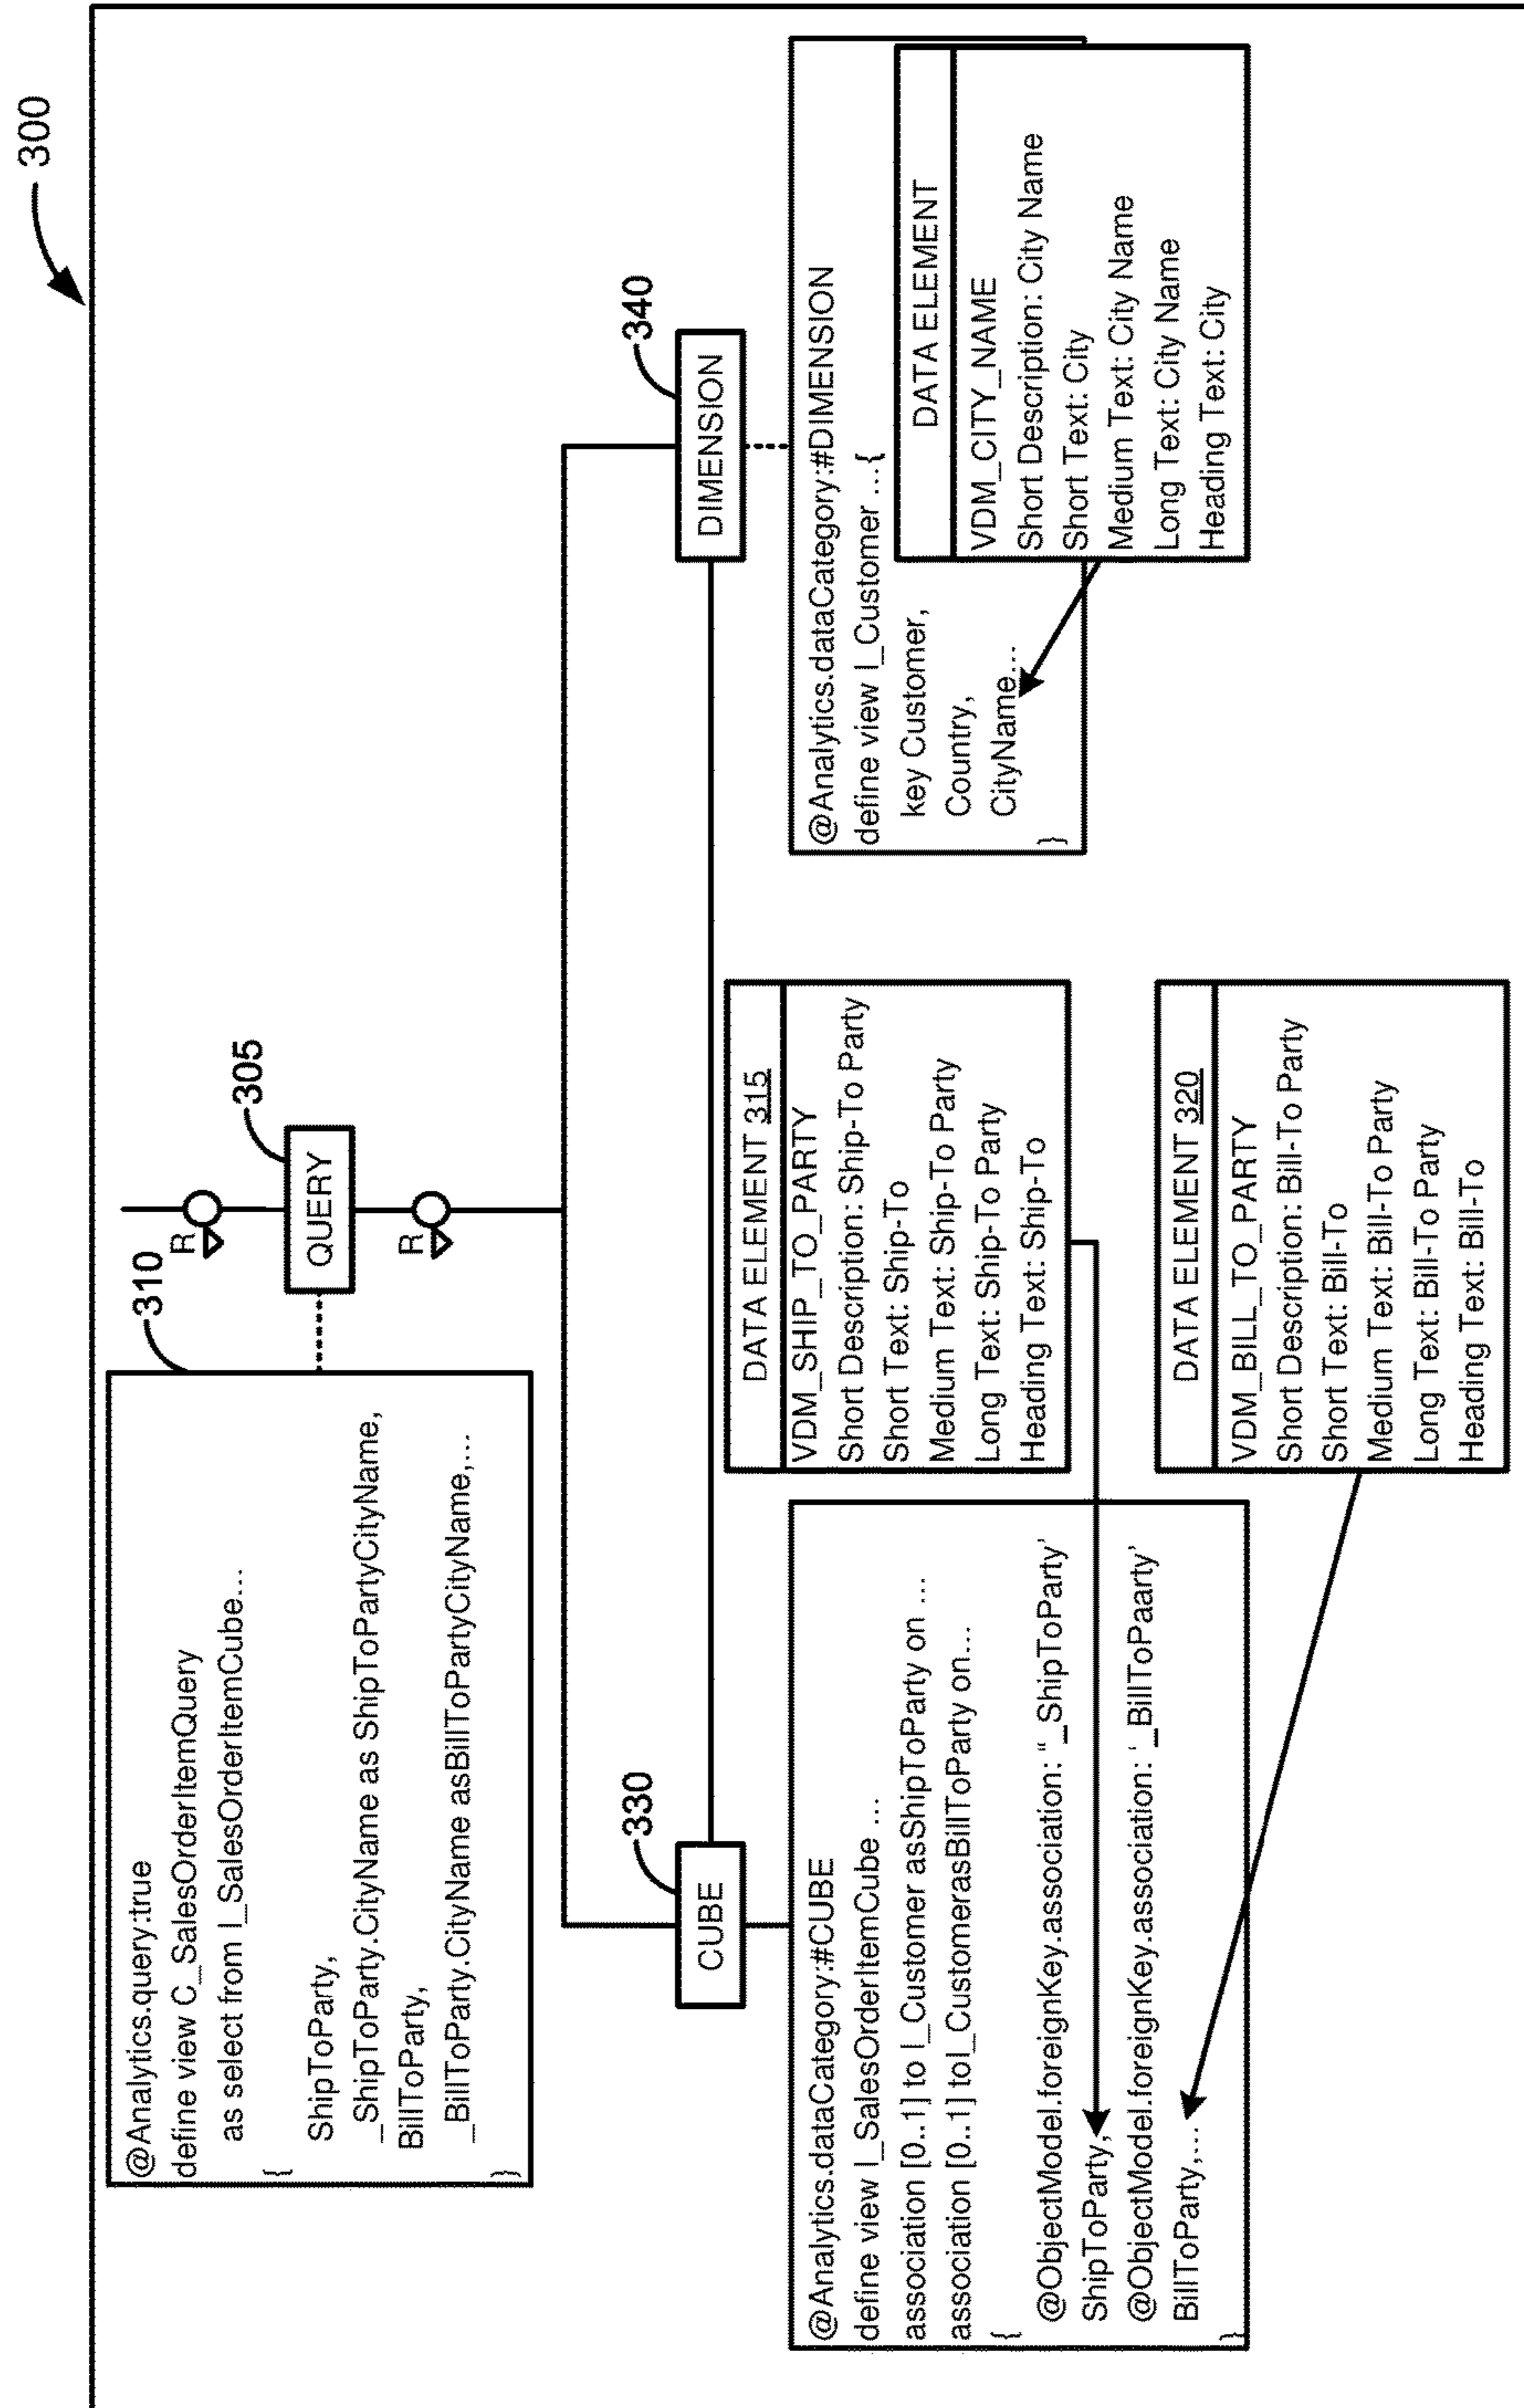 300
310
@Analytics.query:true
define view C_SalesOrderItemQuery
as select from I_SalesOrderItemCube...
{
ShipToParty,
_ShipToParty.CityName as ShipToPartyCityName,
BillToParty,
_BillToParty.CityName asBillToPartyCityName,...
}
R
305
QUERY
R
330
CUBE
340
DIMENSION
@Analytics.dataCategory:#CUBE
define view I_SalesOrderItemCube ...
association [0..1] to I_Customer asShipToParty on ...
association [0..1] toI_CustomerasBillToParty on...
{
@ObjectModel.foreignKey.association: “_ShipToParty’
ShipToParty,
@ObjectModel.foreignKey.association: ‘_BillToPaarty’
BillToParty,...
}
DATA ELEMENT 315
VDM_SHIP_TO_PARTY
Short Description: Ship-To Party
Short Text: Ship-To
Medium Text: Ship-To Party
Long Text: Ship-To Party
Heading Text: Ship-To
DATA ELEMENT 320
VDM_BILL_TO_PARTY
Short Description: Bill-To Party
Short Text: Bill-To
Medium Text: Bill-To Party
Long Text: Bill-To Party
Heading Text: Bill-To
@Analytics.dataCategory:#DIMENSION
define view I_Customer ...{
key Customer,
Country,
CityName...
}
DATA ELEMENT
VDM_CITY_NAME
Short Description: City Name
Short Text: City
Medium Text: City Name
Long Text: City Name
Heading Text: City